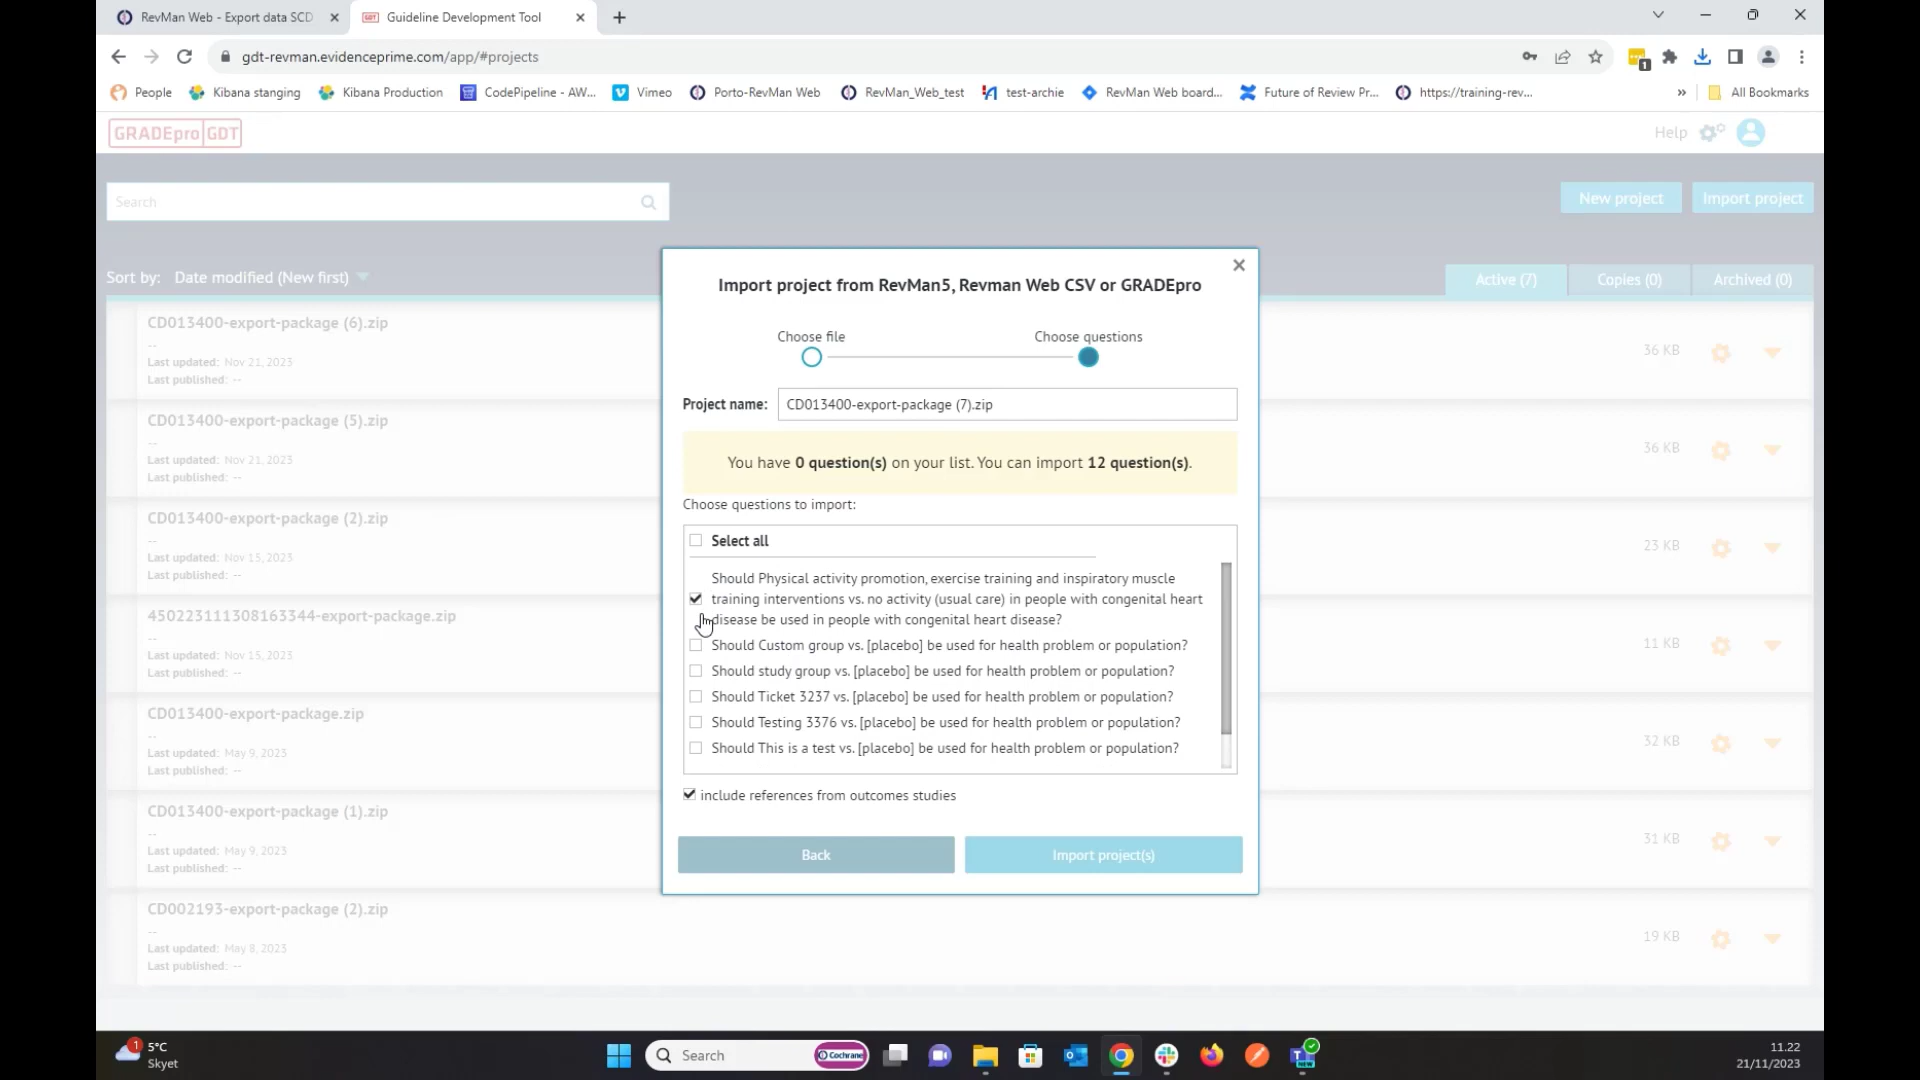 RevMan Web - Export data SCD
GDT
Guideline Development Tool
gdt-revman.evidenceprime.com/app/#projects
1
People
Kibana stanging
Kibana Production
CodePipeline - AW...
Vimeo
Porto-RevMan Web
RevMan_Web_test
test-archie
RevMan Web board...
Future of Review Pr...
https://training-rev...
»
All Bookmarks
GRADEpro GDT
Help
Search
New project
Import project
Sort by: Date modified (New first)
Active (7)
Copies (0)
Archived (0)
CD013400-export-package (6).zip
--
Last updated: Nov 21, 2023
Last published: --
36 KB
CD013400-export-package (5).zip
--
Last updated: Nov 21, 2023
Last published: --
36 KB
CD013400-export-package (2).zip
--
Last updated: Nov 15, 2023
Last published: --
23 KB
450223111308163344-export-package.zip
--
Last updated: Nov 15, 2023
Last published: --
11 KB
CD013400-export-package.zip
--
Last updated: May 9, 2023
Last published: --
32 KB
CD013400-export-package (1).zip
--
Last updated: May 9, 2023
Last published: --
31 KB
CD002193-export-package (2).zip
--
Last updated: May 8, 2023
Last published: --
19 KB
Import project from RevMan5, Revman Web CSV or GRADEpro
Choose file
Choose questions
Project name: CD013400-export-package (7).zip
You have 0 question(s) on your list. You can import 12 question(s).
Choose questions to import:
Select all
Should Physical activity promotion, exercise training and inspiratory muscle
training interventions vs. no activity (usual care) in people with congenital heart
disease be used in people with congenital heart disease?
Should Custom group vs. [placebo] be used for health problem or population?
Should study group vs. [placebo] be used for health problem or population?
Should Ticket 3237 vs. [placebo] be used for health problem or population?
Should Testing 3376 vs. [placebo] be used for health problem or population?
Should This is a test vs. [placebo] be used for health problem or population?
include references from outcomes studies
Back
Import project(s)
1
5°C
Skyet
Search
Cochrane
11.22
21/11/2023